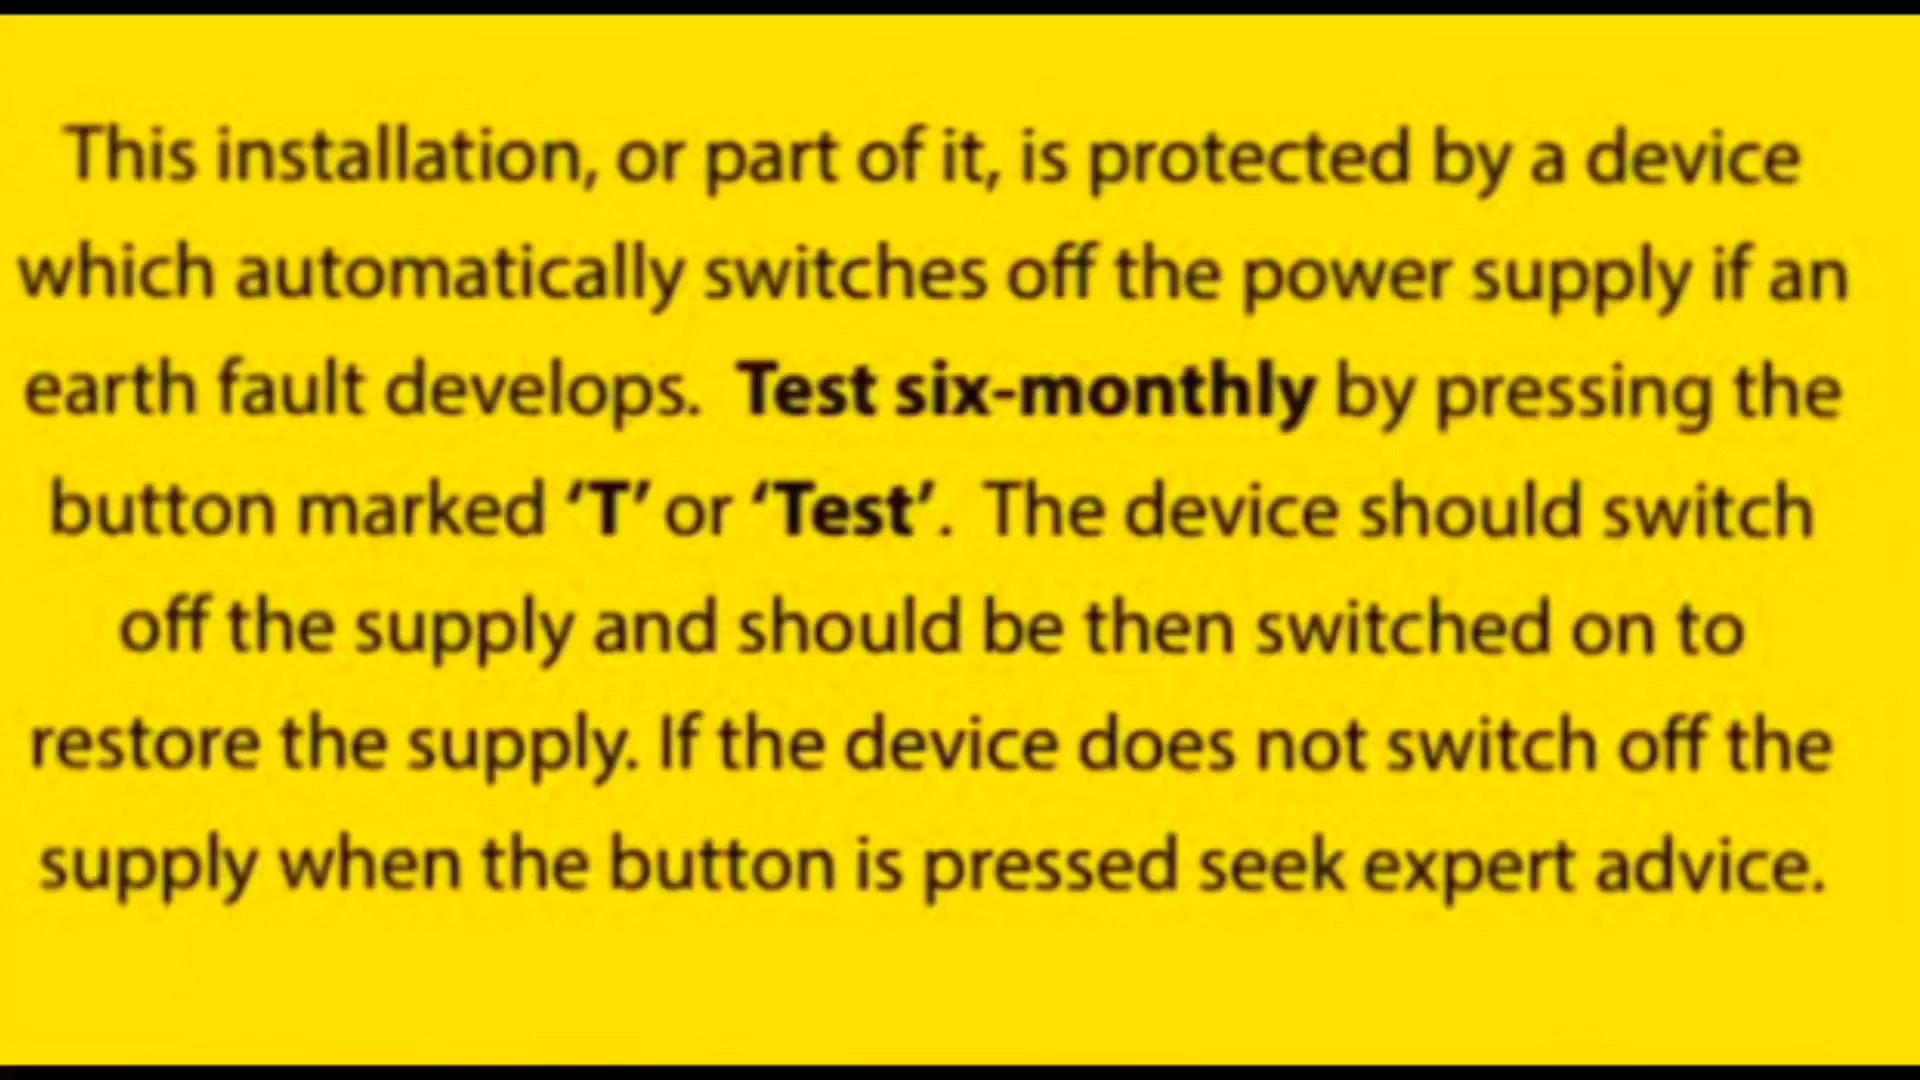 This installation, or part of it, is protected by a device
which automatically switches off the power supply if an
earth fault develops. Test six-monthly by pressing the
button marked ‘T’ or ‘Test’. The device should switch
off the supply and should be then switched on to
restore the supply. If the device does not switch off the
supply when the button is pressed seek expert advice.